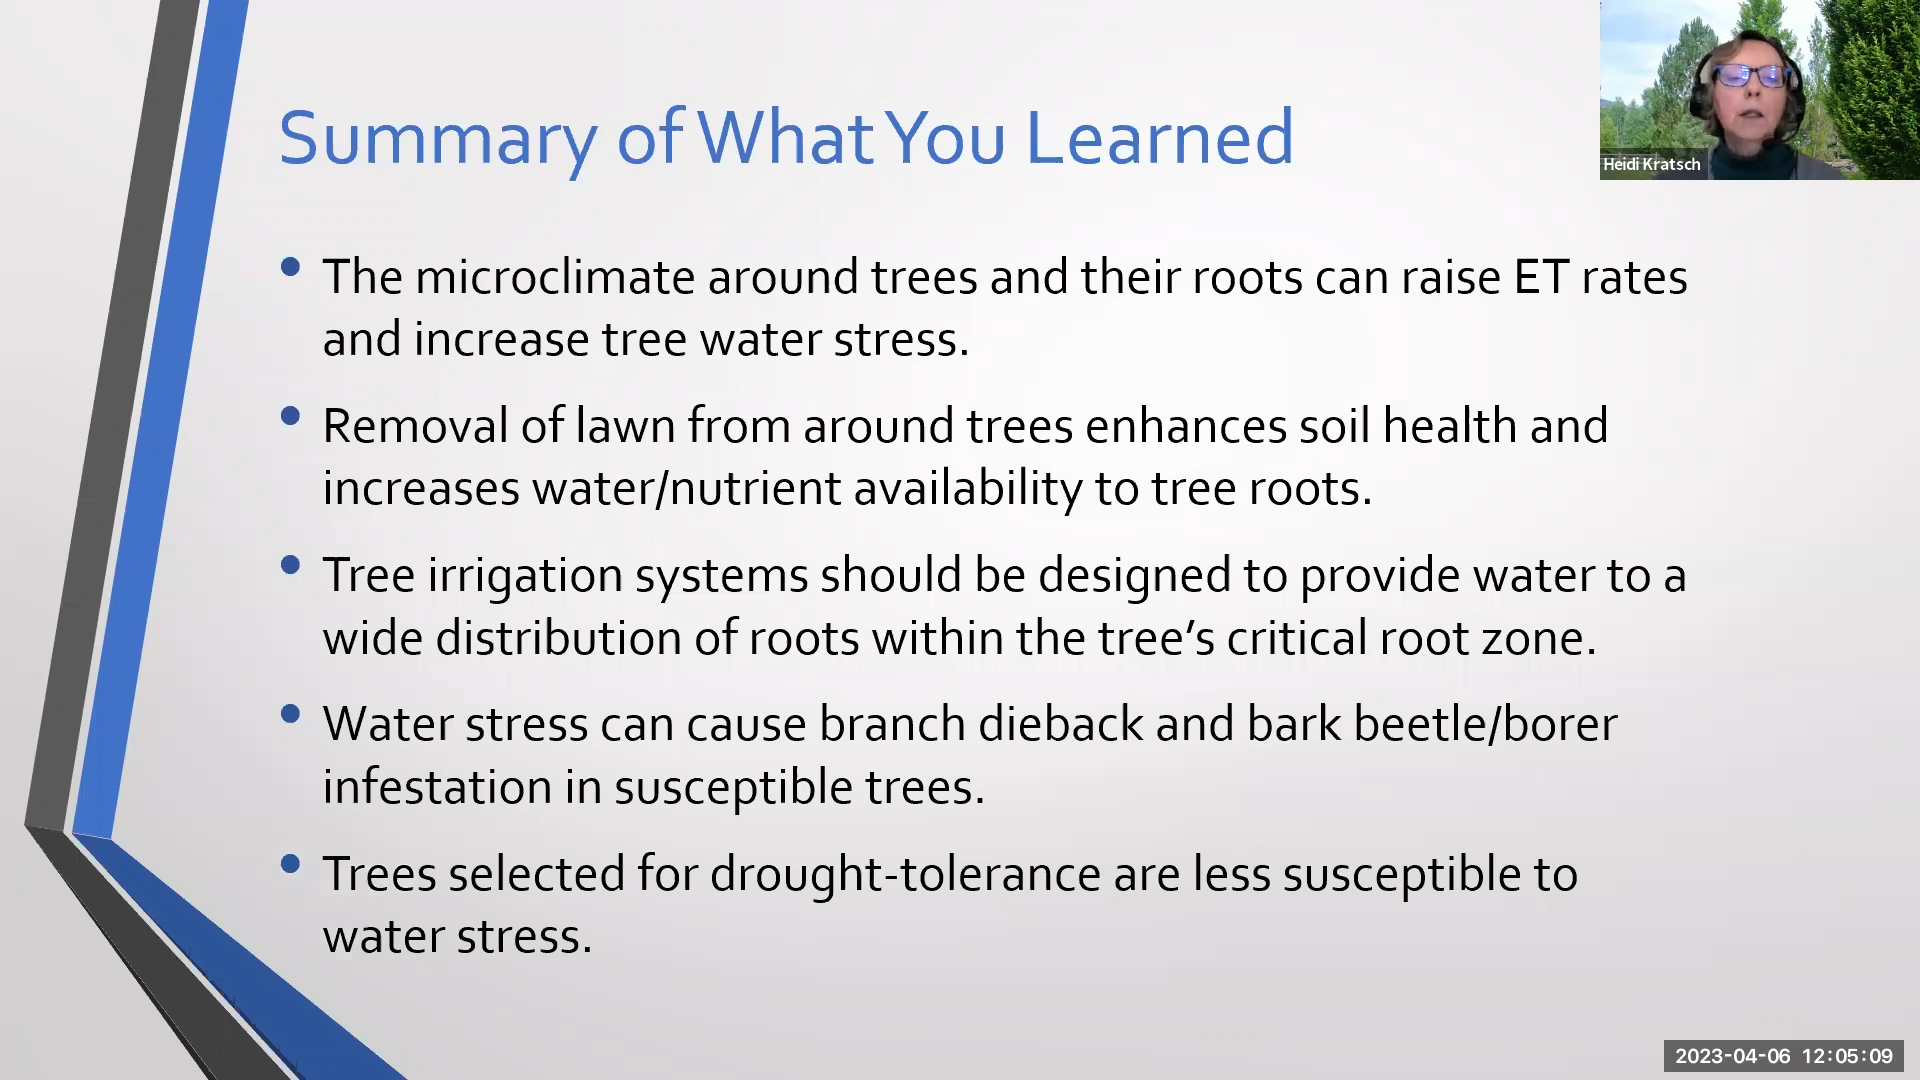 Summary of What You Learned
Heidi Kratsch
• The microclimate around trees and their roots can raise ET rates
and increase tree water stress.
• Removal of lawn from around trees enhances soil health and
increases water/nutrient availability to tree roots.
• Tree irrigation systems should be designed to provide water to a
wide distribution of roots within the tree’s critical root zone.
• Water stress can cause branch dieback and bark beetle/borer
infestation in susceptible trees.
• Trees selected for drought-tolerance are less susceptible to
water stress.
2023-04-06 12:05:09